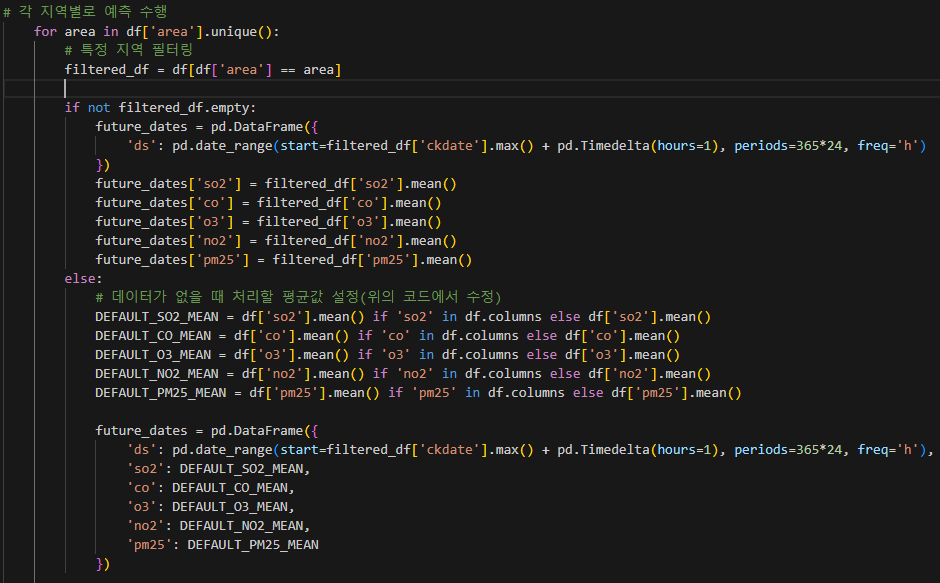 # 각 지역별로 예측 수행
for area in df['area'].unique():
# 특정 지역 필터링
filtered_df = df[df['area'] == area]
if not filtered_df.empty:
future_dates = pd.DataFrame({
'ds': pd.date_range(start=filtered_df['ckdate'].max() + pd.Timedelta(hours=1), periods=365*24, freq='h')
})
future_dates['so2'] = filtered_df['so2'].mean()
future_dates['co'] = filtered_df['co'].mean()
future_dates['o3'] = filtered_df['o3'].mean()
future_dates['no2'] = filtered_df['no2'].mean()
future_dates['pm25'] = filtered_df['pm25'].mean()
else:
# 데이터가 없을 때 처리할 평균값 설정(위의 코드에서 수정)
DEFAULT_SO2_MEAN = df['so2'].mean() if 'so2' in df.columns else df['so2'].mean()
DEFAULT_CO_MEAN = df['co'].mean() if 'co' in df.columns else df['co'].mean()
DEFAULT_O3_MEAN = df['o3'].mean() if 'o3' in df.columns else df['o3'].mean()
DEFAULT_NO2_MEAN = df['no2'].mean() if 'no2' in df.columns else df['no2'].mean()
DEFAULT_PM25_MEAN = df['pm25'].mean() if 'pm25' in df.columns else df['pm25'].mean()
future_dates = pd.DataFrame({
'ds': pd.date_range(start=filtered_df['ckdate'].max() + pd.Timedelta(hours=1), periods=365*24, freq='h'),
'so2': DEFAULT_SO2_MEAN,
'co': DEFAULT_CO_MEAN,
'o3': DEFAULT_O3_MEAN,
'no2': DEFAULT_NO2_MEAN,
'pm25': DEFAULT_PM25_MEAN
})